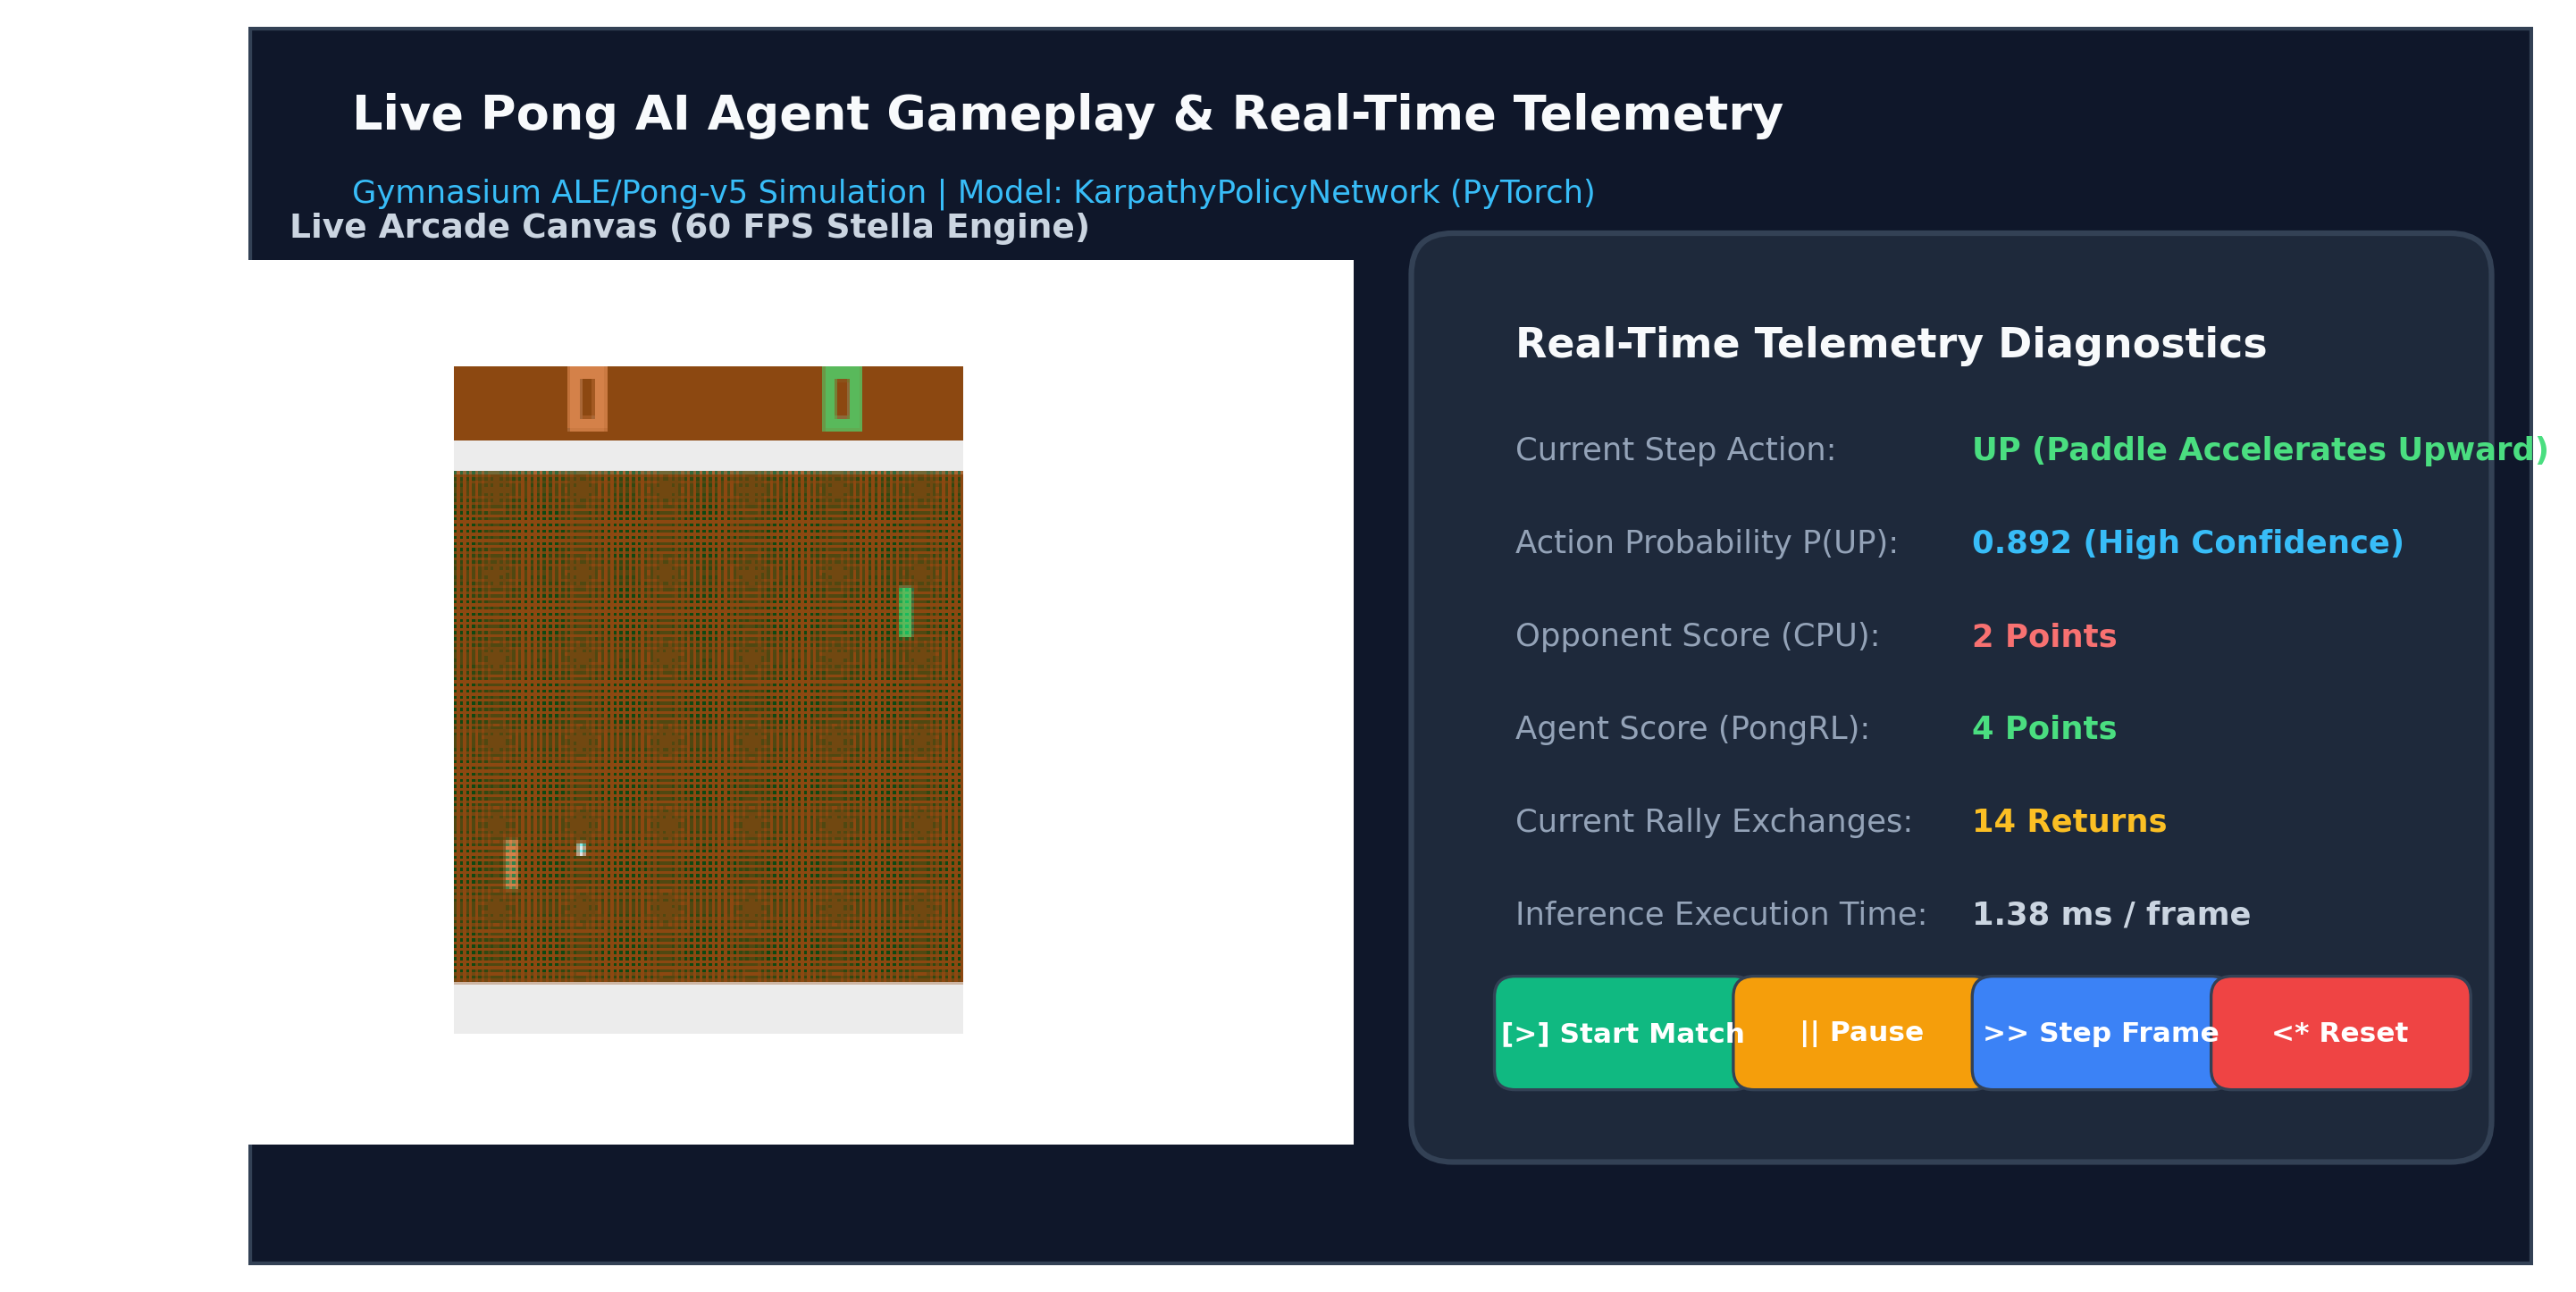 Live Pong AI Agent Gameplay & Real-Time Telemetry
Gymnasium ALE/Pong-v5 Simulation | Model: KarpathyPolicyNetwork (PyTorch)
Live Arcade Canvas (60 FPS Stella Engine)
0 0
Real-Time Telemetry Diagnostics
Current Step Action: UP (Paddle Accelerates Upward)
Action Probability P(UP): 0.892 (High Confidence)
Opponent Score (CPU): 2 Points
Agent Score (PongRL): 4 Points
Current Rally Exchanges: 14 Returns
Inference Execution Time: 1.38 ms / frame
[>] Start Match || Pause >> Step Frame <* Reset